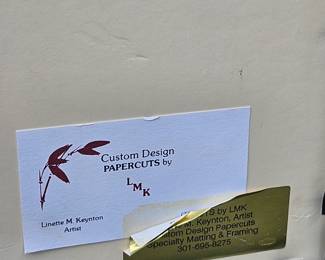 Custom Design
PAPERCUTS by
LMK
Linette M. Keynton
Artist
by LMK
M. Keynton, Artist
Design Papercuts
Specialty Matting & Framing
301-695-8275